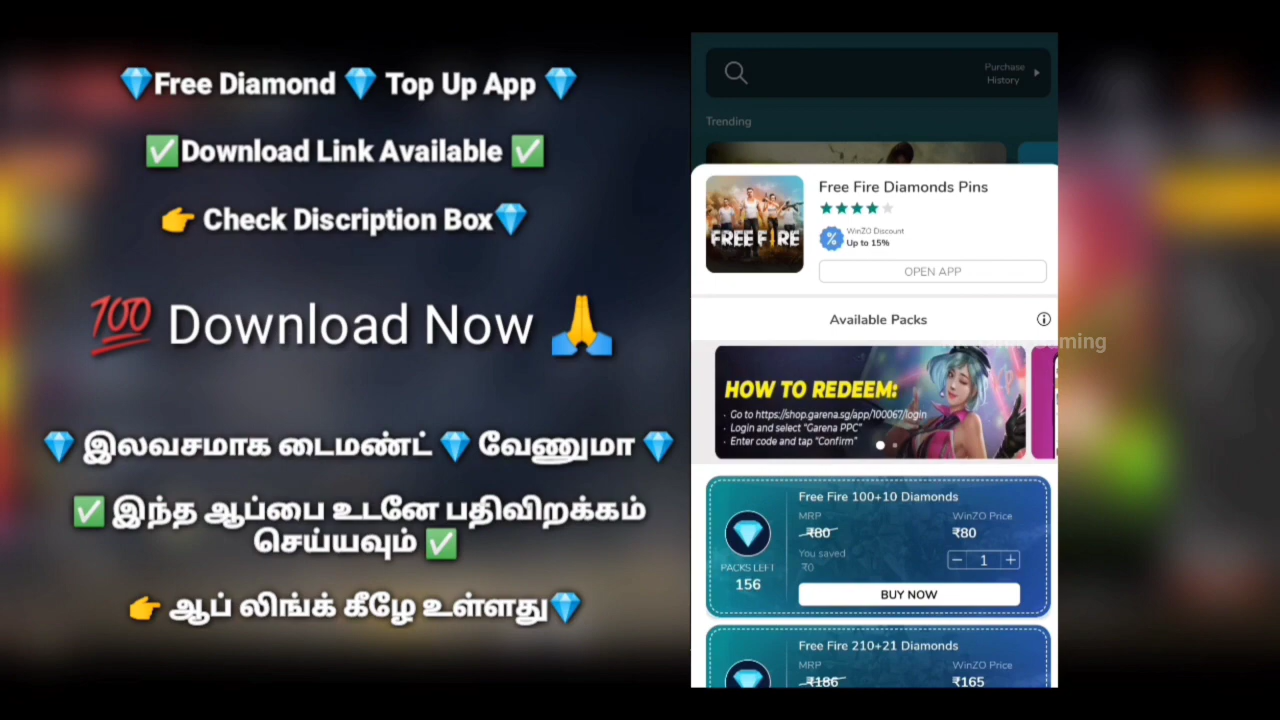 💎Free Diamond 💎 Top Up App 💎
✅Download Link Available ✅
👉 Check Discription Box💎
💯 Download Now 🙏
💎 இலவசமாக டைமண்ட் 💎 வேணுமா 💎
✅ இந்த ஆப்பை உடனே பதிவிறக்கம்
செய்யவும் ✅
👉 ஆப் லிங்க் கீழே உள்ளது💎
Purchase
History
Trending
Free Fire Diamonds Pins
FREE FIRE
WinZO Discount
Up to 15%
OPEN APP
Available Packs
HOW TO REDEEM:
· Go to https://shop.garena.sg/app/100067/login
· Login and select "Garena PPC"
· Enter code and tap "Confirm"
Free Fire 100+10 Diamonds
MRP WinZO Price
₹80 ₹80
You saved
₹0
1
PACKS LEFT
156
BUY NOW
Free Fire 210+21 Diamonds
MRP WinZO Price
₹186 ₹165